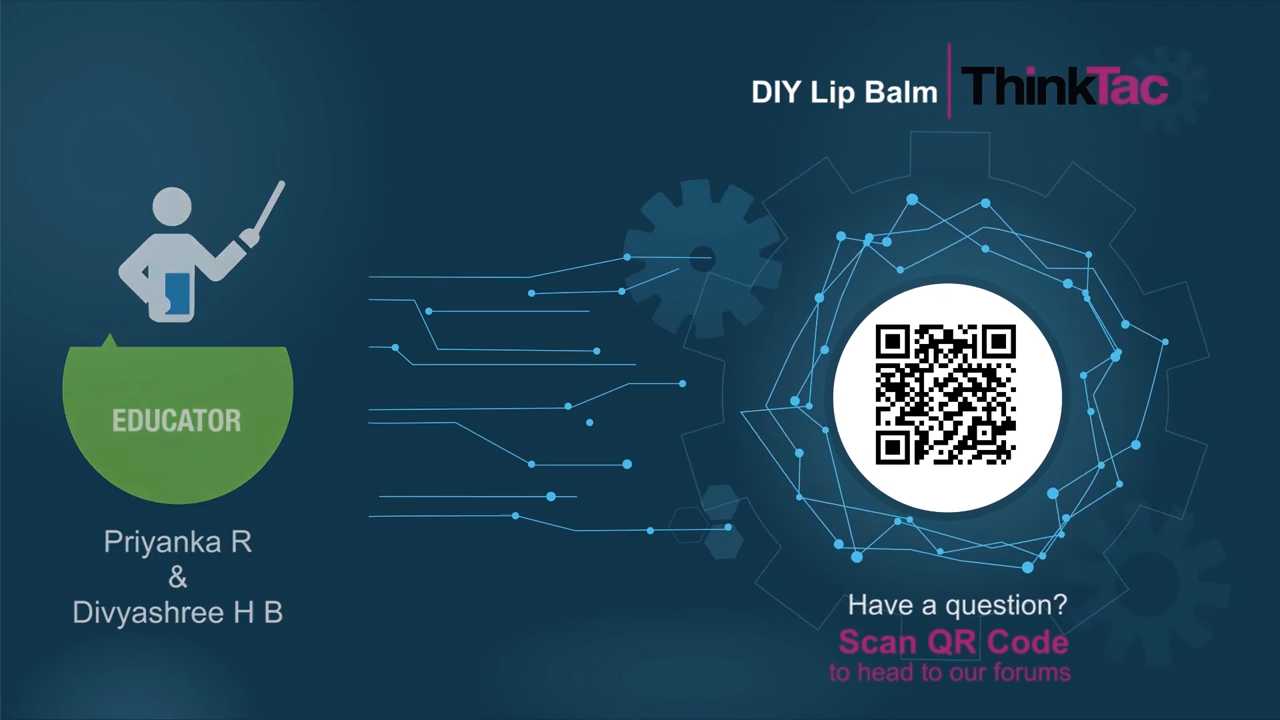 DIY Lip Balm
ThinkTac
EDUCATOR
Priyanka R
&
Divyashree H B
Have a question?
Scan QR Code
to head to our forums